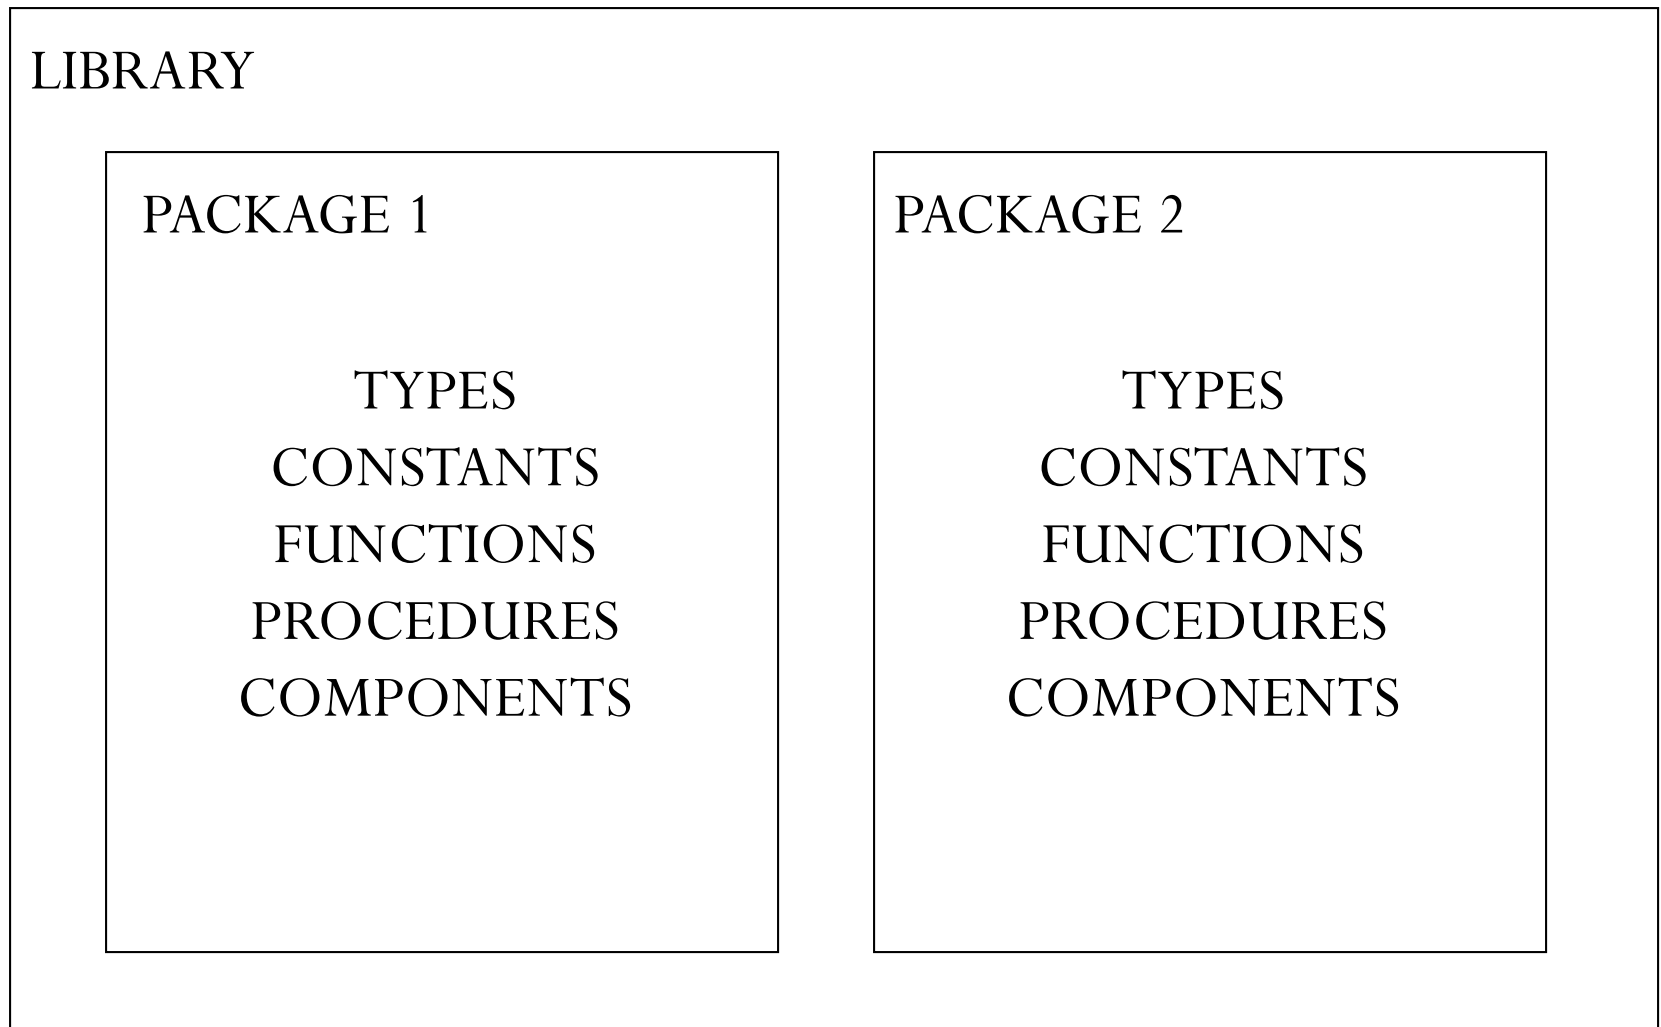 LIBRARY
PACKAGE 1
TYPES
CONSTANTS
FUNCTIONS
PROCEDURES
COMPONENTS
PACKAGE 2
TYPES
CONSTANTS
FUNCTIONS
PROCEDURES
COMPONENTS